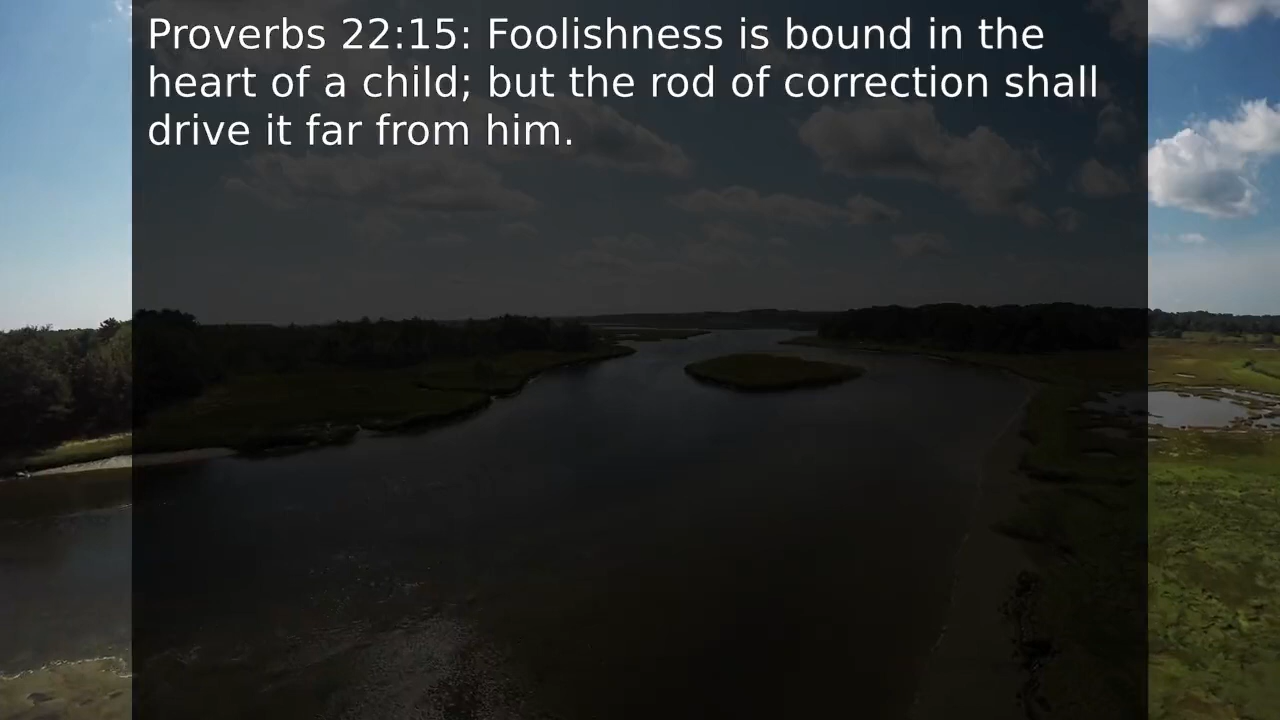 Proverbs 22:15: Foolishness is bound in the
heart of a child; but the rod of correction shall
drive it far from him.